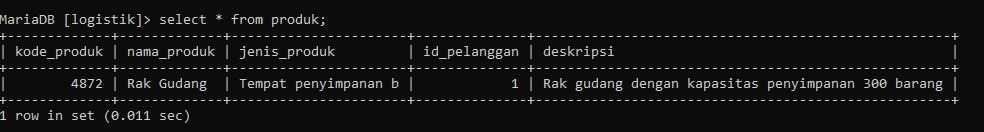 MariaDB [logistik]> select * from produk;
+-------------+-------------+----------------------+--------------+----------------------------------------------------+
| kode_produk | nama_produk | jenis_produk         | id_pelanggan | deskripsi                                          |
+-------------+-------------+----------------------+--------------+----------------------------------------------------+
|        4872 | Rak Gudang  | Tempat penyimpanan b |            1 | Rak gudang dengan kapasitas penyimpanan 300 barang |
+-------------+-------------+----------------------+--------------+----------------------------------------------------+
1 row in set (0.011 sec)